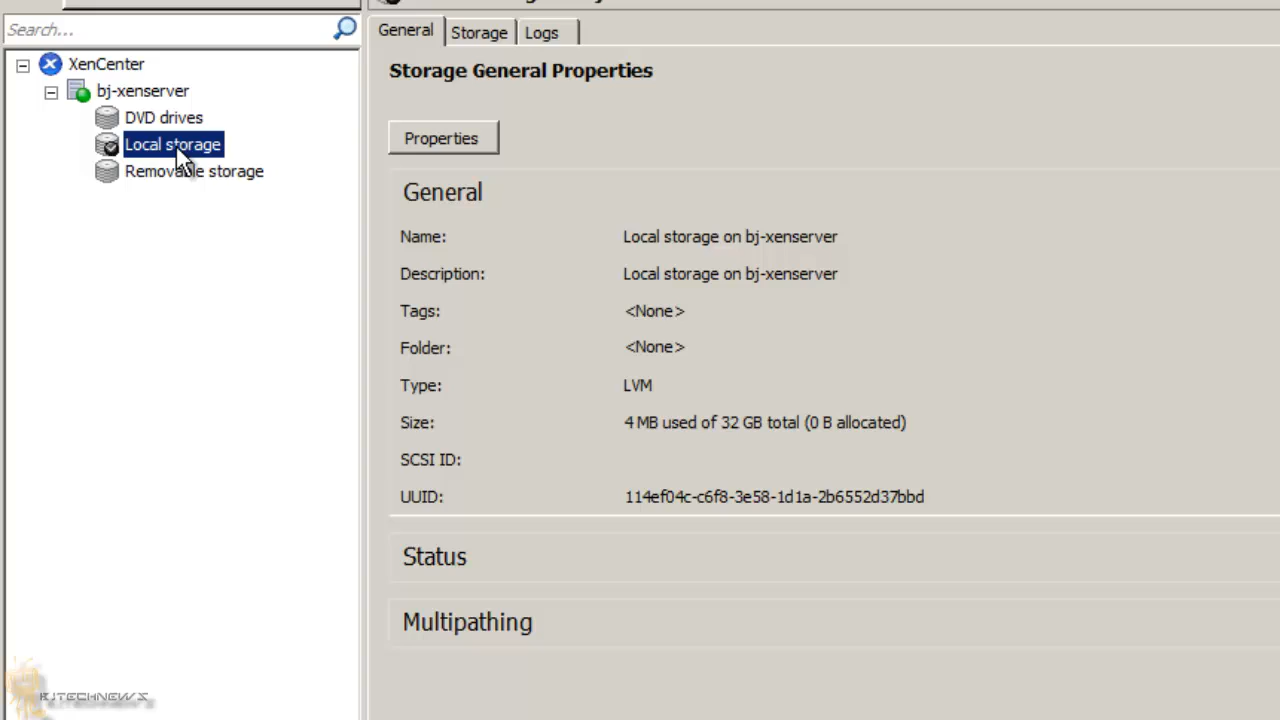 Search...
XenCenter
bj-xenserver
DVD drives
Local storage
Removable storage
General Storage Logs
Storage General Properties
Properties
General
Name: Local storage on bj-xenserver
Description: Local storage on bj-xenserver
Tags: <None>
Folder: <None>
Type: LVM
Size: 4 MB used of 32 GB total (0 B allocated)
SCSI ID:
UUID: 114ef04c-c6f8-3e58-1d1a-2b6552d37bbd
Status
Multipathing
BJTECHNEWS